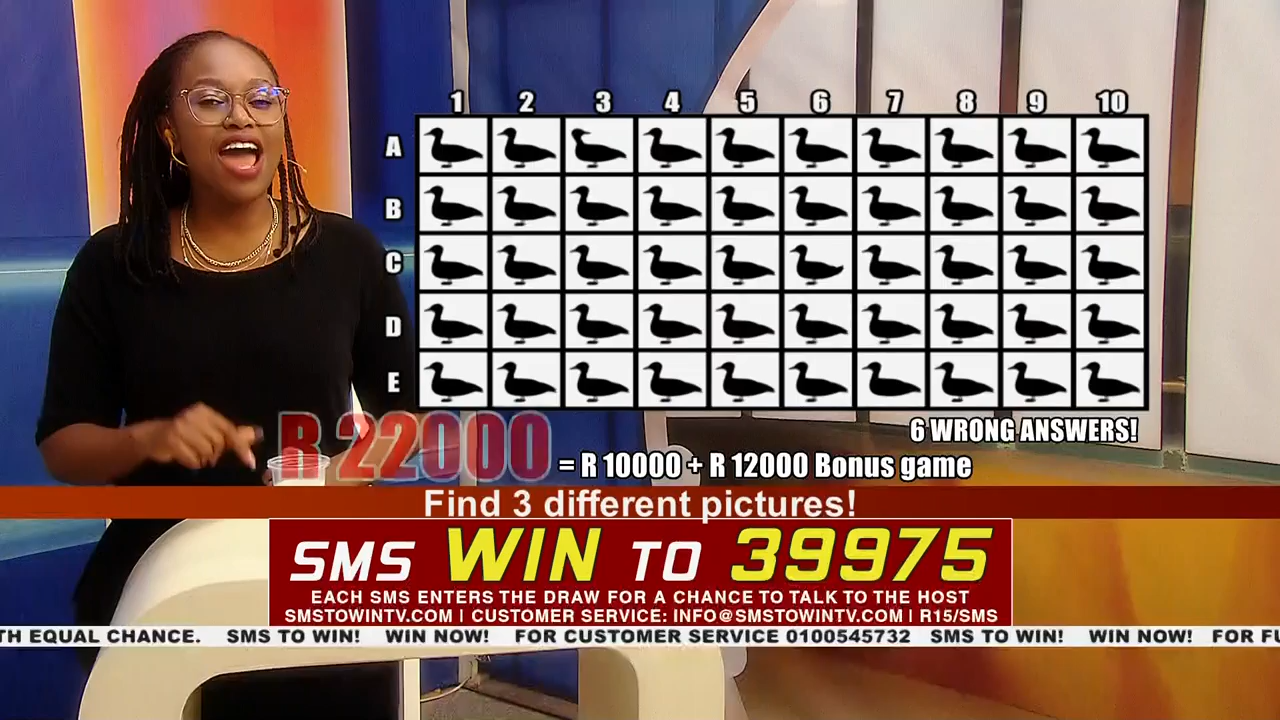 1 2 3 4 5 6 7 8 9 10
A
B
C
D
E
6 WRONG ANSWERS!
R 22000 = R 10000 + R 12000 Bonus game
Find 3 different pictures!
SMS WIN TO 39975
EACH SMS ENTERS THE DRAW FOR A CHANCE TO TALK TO THE HOST
SMSTOWINTV.COM | CUSTOMER SERVICE: INFO@SMSTOWINTV.COM | R15/SMS
TH EQUAL CHANCE. SMS TO WIN! WIN NOW! FOR CUSTOMER SERVICE 0100545732 SMS TO WIN! WIN NOW! FOR FU